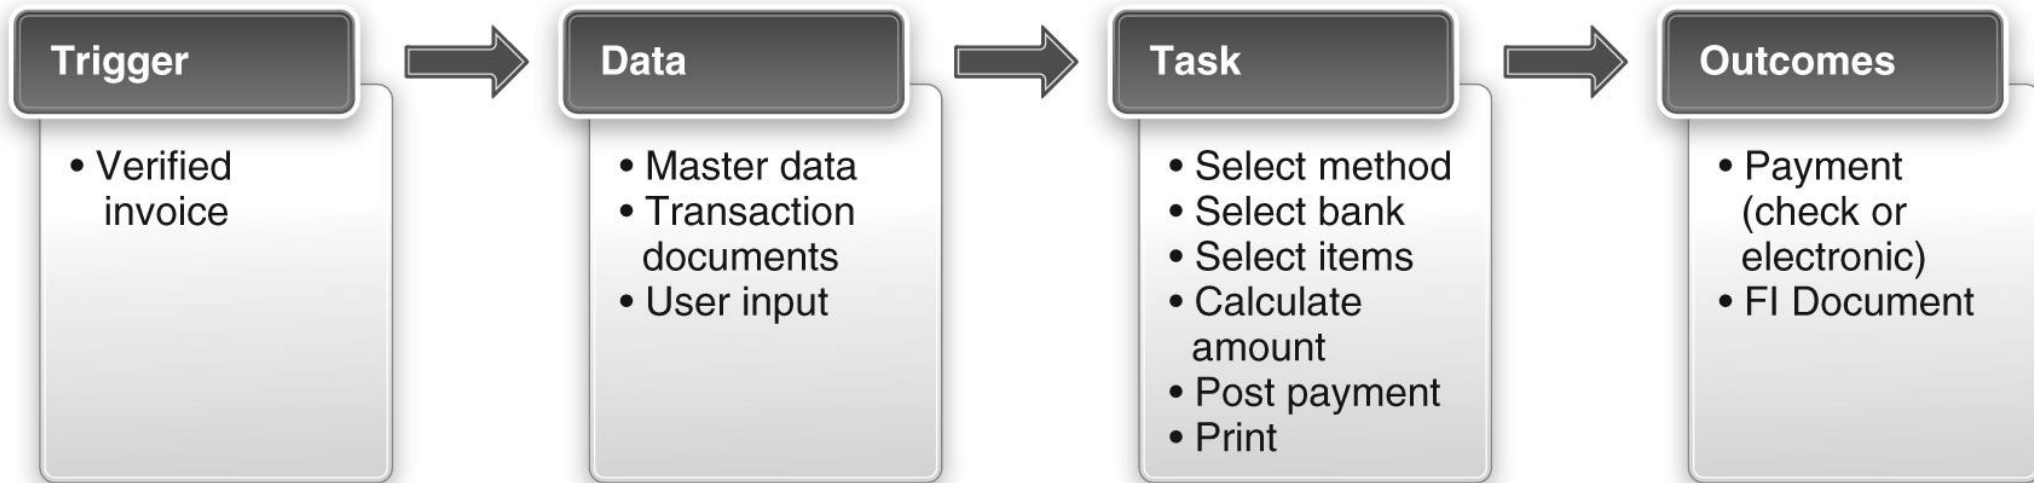 Trigger
• Verified
invoice
Data
• Master data
• Transaction
documents
• User input
Task
• Select method
• Select bank
• Select items
• Calculate
amount
• Post payment
• Print
Outcomes
• Payment
(check or
electronic)
• FI Document